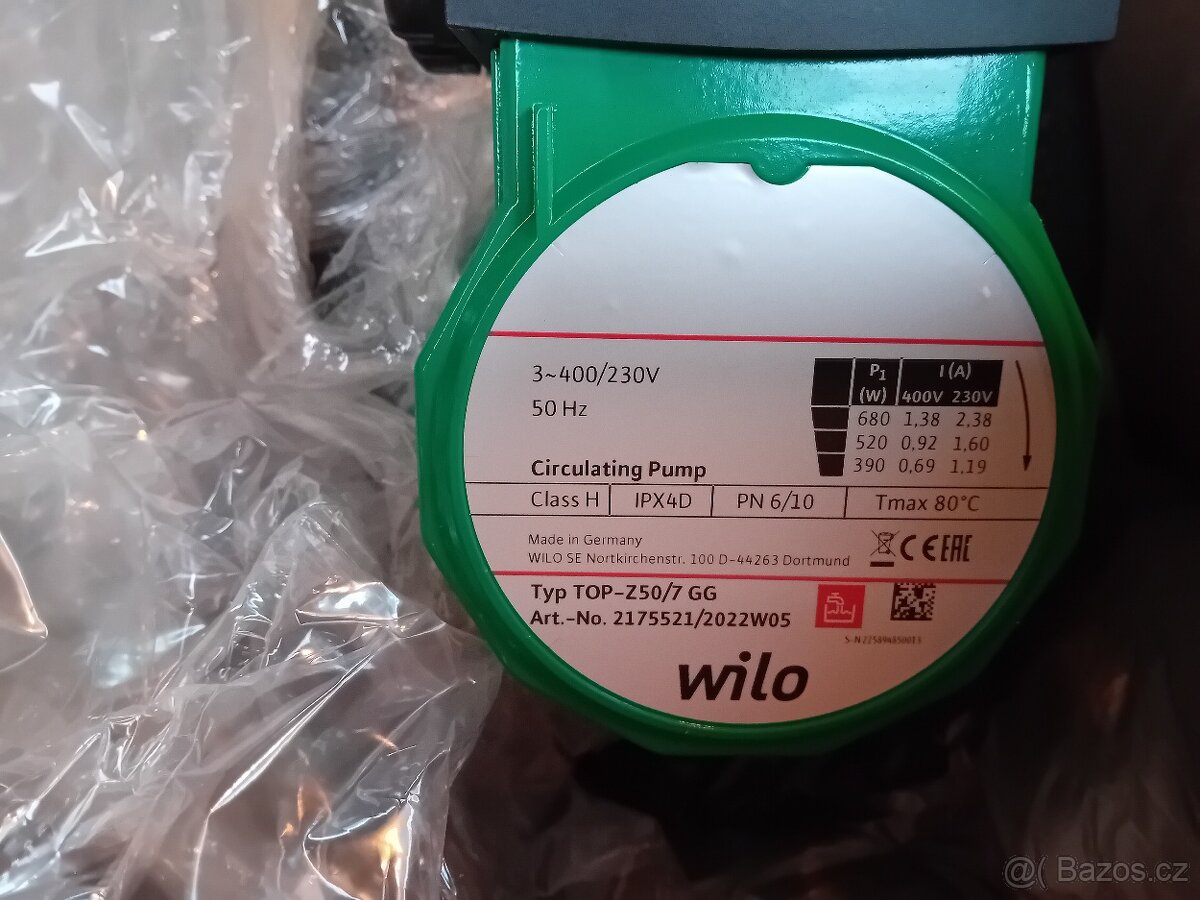 3~400/230V
50 Hz
P1 I (A)
(W) 400V 230V
680 1,38 2,38
520 0,92 1,60
390 0,69 1,19
Circulating Pump
Class H IPX4D PN 6/10 Tmax 80°C
Made in Germany
WILO SE Nortkirchenstr. 100 D-44263 Dortmund
CE EAC
Typ TOP-Z50/7 GG
Art.-No. 2175521/2022W05
wilo
@( Bazos.cz